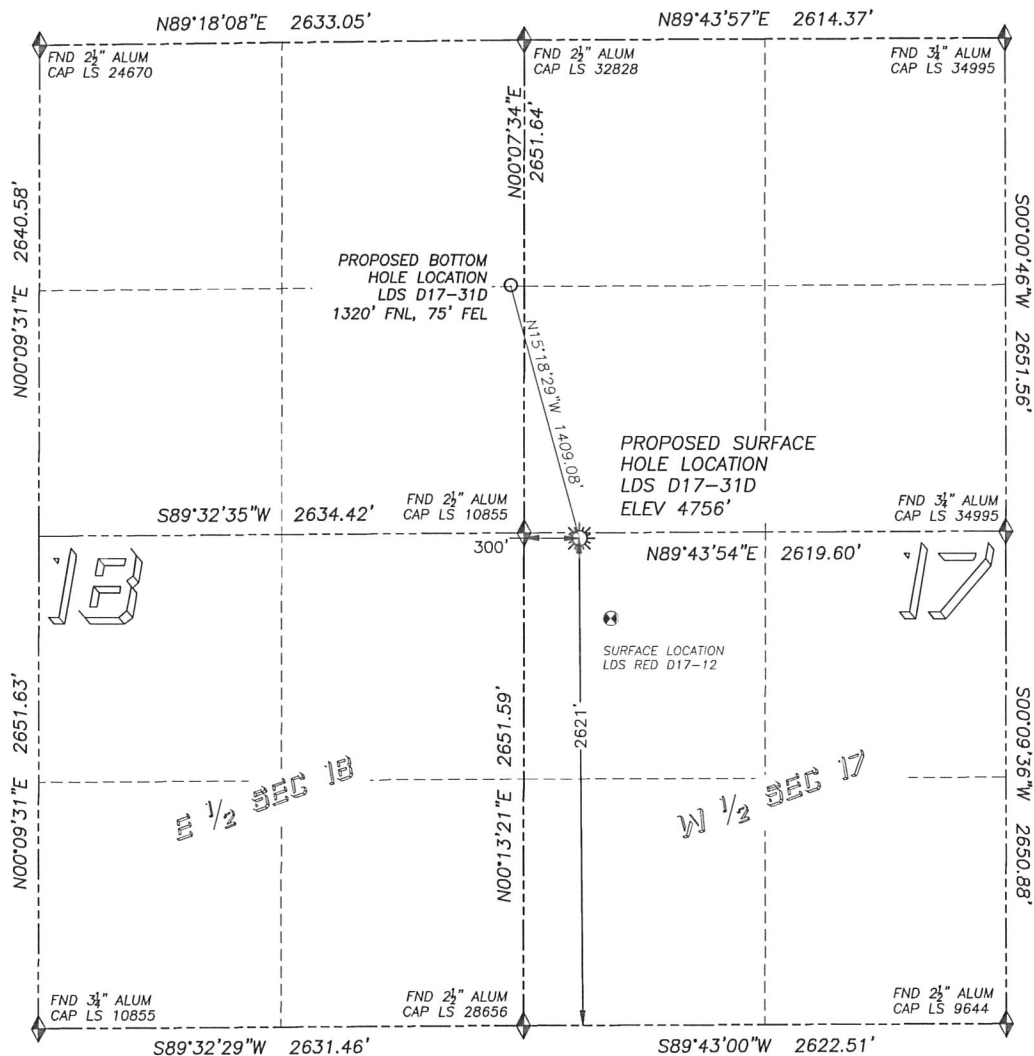 N89°18'08"E 2633.05'
N89°43'57"E 2614.37'
FND 2½" ALUM
CAP LS 24670
FND 2½" ALUM
CAP LS 32828
FND 3¼" ALUM
CAP LS 34995
N00°07'34"E
2651.64'
N00°09'31"E 2640.58'
S00°00'46"W 2651.56'
PROPOSED BOTTOM
HOLE LOCATION
LDS D17-31D
1320' FNL, 75' FEL
N15°18'29"W 1409.08'
PROPOSED SURFACE
HOLE LOCATION
LDS D17-31D
ELEV 4756'
FND 2½" ALUM
CAP LS 10855
FND 3¼" ALUM
CAP LS 34995
S89°32'35"W 2634.42'
300'
N89°43'54"E 2619.60'
18
17
SURFACE LOCATION
LDS RED D17-12
N00°09'31"E 2651.63'
N00°13'21"E 2651.59'
2621'
S00°09'36"W 2650.88'
E 1/2 SEC 18
W 1/2 SEC 17
FND 3¼" ALUM
CAP LS 10855
FND 2½" ALUM
CAP LS 28656
FND 2½" ALUM
CAP LS 9644
S89°32'29"W 2631.46'
S89°43'00"W 2622.51'